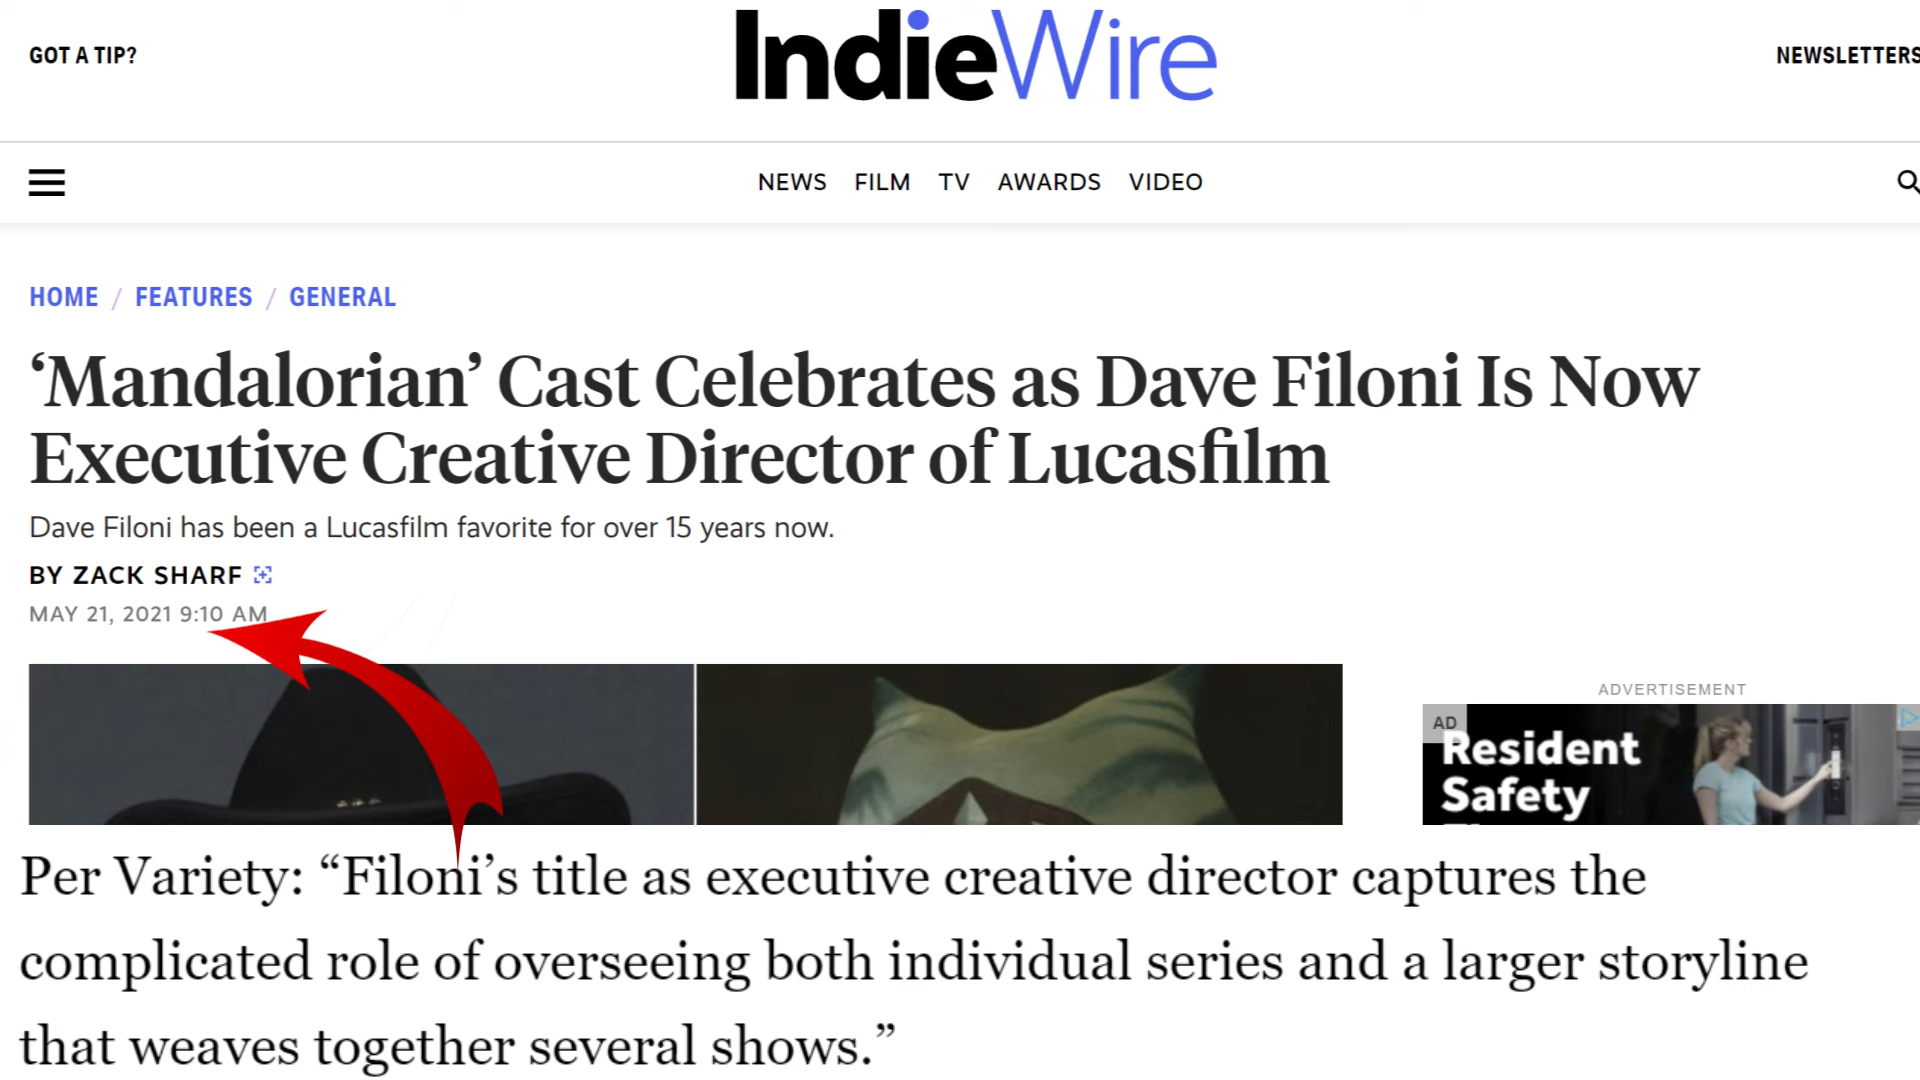 GOT A TIP?
IndieWire
NEWSLETTERS
NEWS FILM TV AWARDS VIDEO
HOME / FEATURES / GENERAL
‘Mandalorian’ Cast Celebrates as Dave Filoni Is Now
Executive Creative Director of Lucasfilm
Dave Filoni has been a Lucasfilm favorite for over 15 years now.
BY ZACK SHARF
MAY 21, 2021 9:10 AM
ADVERTISEMENT
AD
Resident
Safety
Per Variety: “Filoni’s title as executive creative director captures the
complicated role of overseeing both individual series and a larger storyline
that weaves together several shows.”